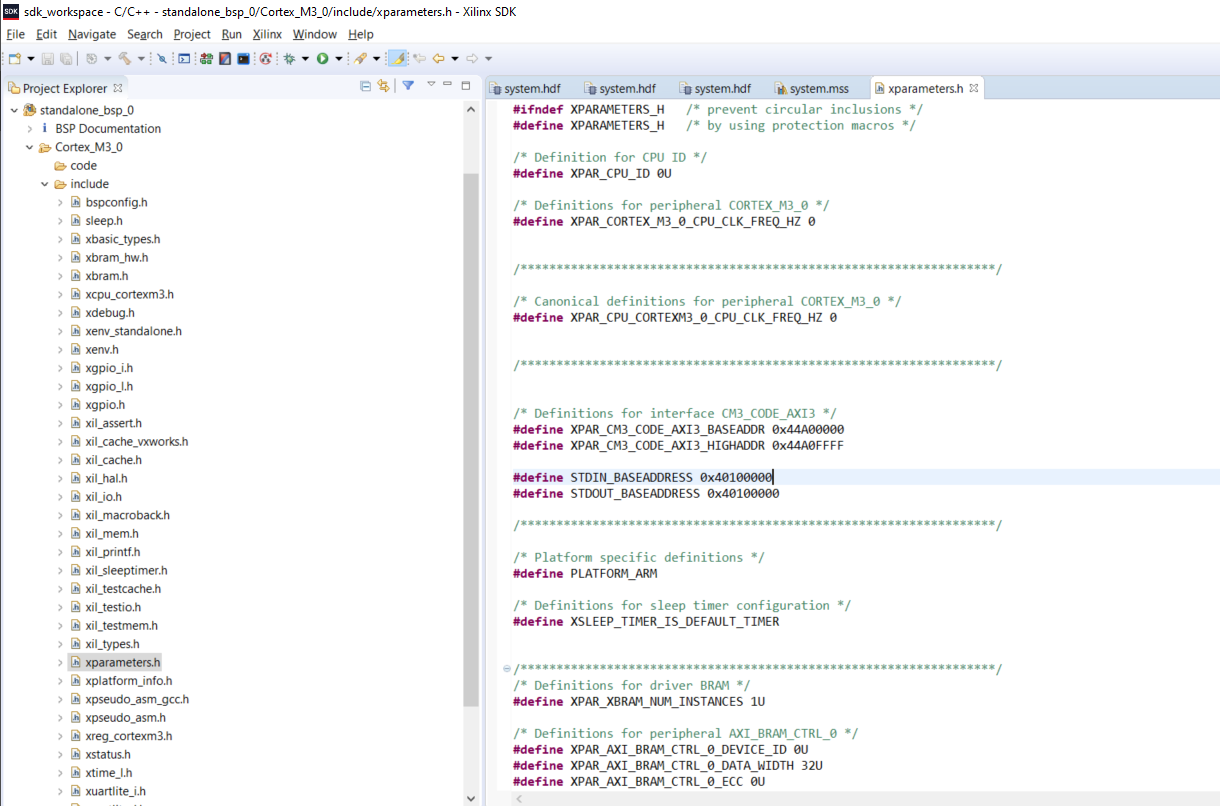 SDK sdk_workspace - C/C++ - standalone_bsp_0/Cortex_M3_0/include/xparameters.h - Xilinx SDK
File Edit Navigate Search Project Run Xilinx Window Help
Project Explorer
standalone_bsp_0
BSP Documentation
Cortex_M3_0
code
include
bspconfig.h
sleep.h
xbasic_types.h
xbram_hw.h
xbram.h
xcpu_cortexm3.h
xdebug.h
xenv_standalone.h
xenv.h
xgpio_i.h
xgpio_l.h
xgpio.h
xil_assert.h
xil_cache_vxworks.h
xil_cache.h
xil_hal.h
xil_io.h
xil_macroback.h
xil_mem.h
xil_printf.h
xil_sleeptimer.h
xil_testcache.h
xil_testio.h
xil_testmem.h
xil_types.h
xparameters.h
xplatform_info.h
xpseudo_asm_gcc.h
xpseudo_asm.h
xreg_cortexm3.h
xstatus.h
xtime_l.h
xuartlite_i.h
system.hdf system.hdf system.hdf system.mss xparameters.h
#ifndef XPARAMETERS_H /* prevent circular inclusions */
#define XPARAMETERS_H /* by using protection macros */
/* Definition for CPU ID */
#define XPAR_CPU_ID 0U
/* Definitions for peripheral CORTEX_M3_0 */
#define XPAR_CORTEX_M3_0_CPU_CLK_FREQ_HZ 0
/******************************************************************/
/* Canonical definitions for peripheral CORTEX_M3_0 */
#define XPAR_CPU_CORTEXM3_0_CPU_CLK_FREQ_HZ 0
/******************************************************************/
/* Definitions for interface CM3_CODE_AXI3 */
#define XPAR_CM3_CODE_AXI3_BASEADDR 0x44A00000
#define XPAR_CM3_CODE_AXI3_HIGHADDR 0x44A0FFFF
#define STDIN_BASEADDRESS 0x40100000
#define STDOUT_BASEADDRESS 0x40100000
/******************************************************************/
/* Platform specific definitions */
#define PLATFORM_ARM
/* Definitions for sleep timer configuration */
#define XSLEEP_TIMER_IS_DEFAULT_TIMER
/******************************************************************/
/* Definitions for driver BRAM */
#define XPAR_XBRAM_NUM_INSTANCES 1U
/* Definitions for peripheral AXI_BRAM_CTRL_0 */
#define XPAR_AXI_BRAM_CTRL_0_DEVICE_ID 0U
#define XPAR_AXI_BRAM_CTRL_0_DATA_WIDTH 32U
#define XPAR_AXI_BRAM_CTRL_0_ECC 0U